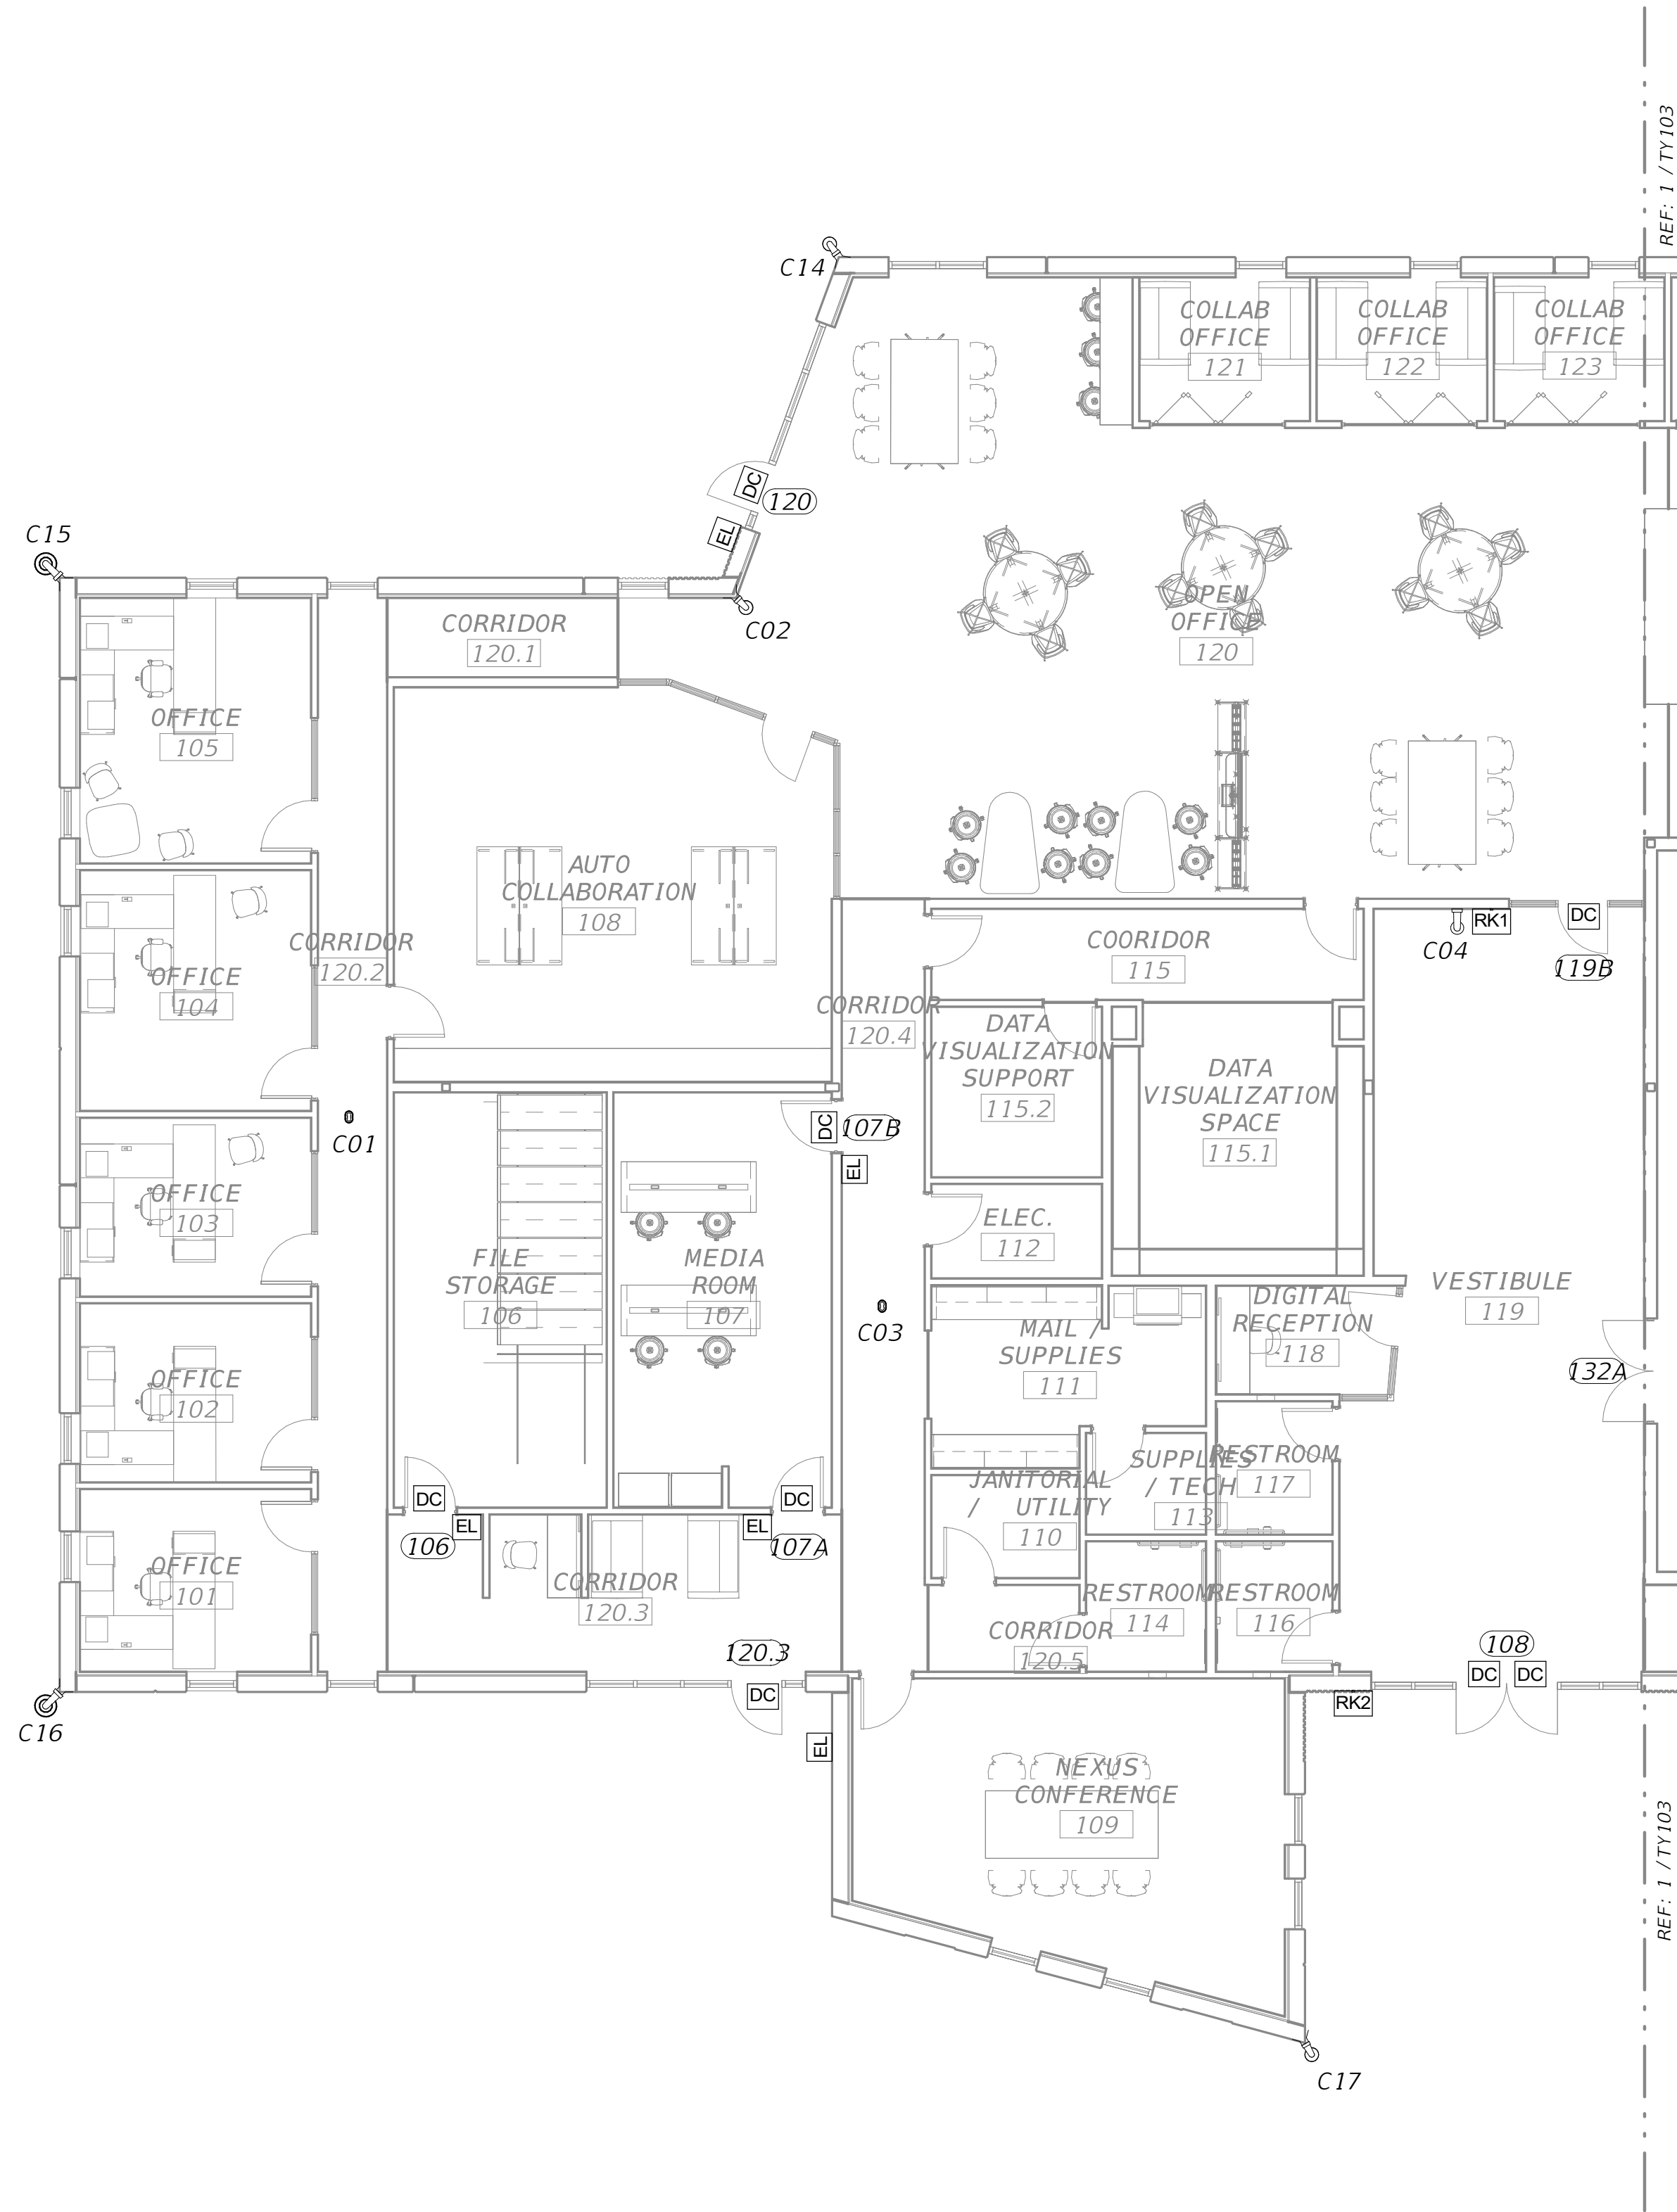 REF: 1 / TY103
C14
COLLAB
OFFICE
121
COLLAB
OFFICE
122
COLLAB
OFFICE
123
DC
120
EL
C15
C02
CORRIDOR
120.1
OPEN
OFFICE
120
OFFICE
105
AUTO
COLLABORATION
108
CORRIDOR
120.2
OFFICE
104
COORIDOR
115
C04
RK1
DC
119B
CORRIDOR
120.4
DATA
VISUALIZATION
SUPPORT
115.2
DATA
VISUALIZATION
SPACE
115.1
C01
DC
107B
EL
OFFICE
103
ELEC.
112
FILE
STORAGE
106
MEDIA
ROOM
107
C03
VESTIBULE
119
DIGITAL
RECEPTION
118
MAIL /
SUPPLIES
111
132A
OFFICE
102
JANITORIAL
/ UTILITY
110
SUPPLIES
/ TECH
113
RESTROOM
117
DC
EL
106
DC
EL
107A
OFFICE
101
CORRIDOR
120.3
RESTROOM
114
RESTROOM
116
CORRIDOR
120.5
120.3
DC
EL
108
DC
DC
RK2
C16
NEXUS
CONFERENCE
109
REF: 1 / TY103
C17